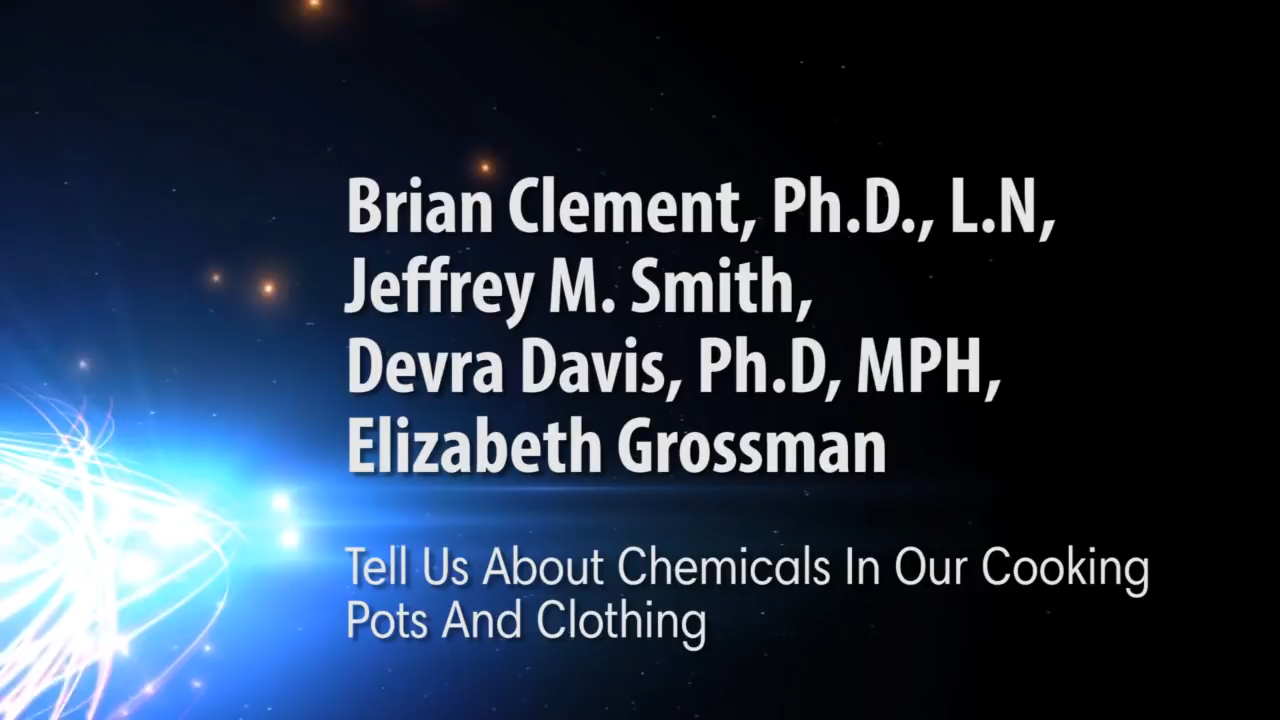 Brian Clement, Ph.D., L.N,
Jeffrey M. Smith,
Devra Davis, Ph.D, MPH,
Elizabeth Grossman
Tell Us About Chemicals In Our Cooking
Pots And Clothing